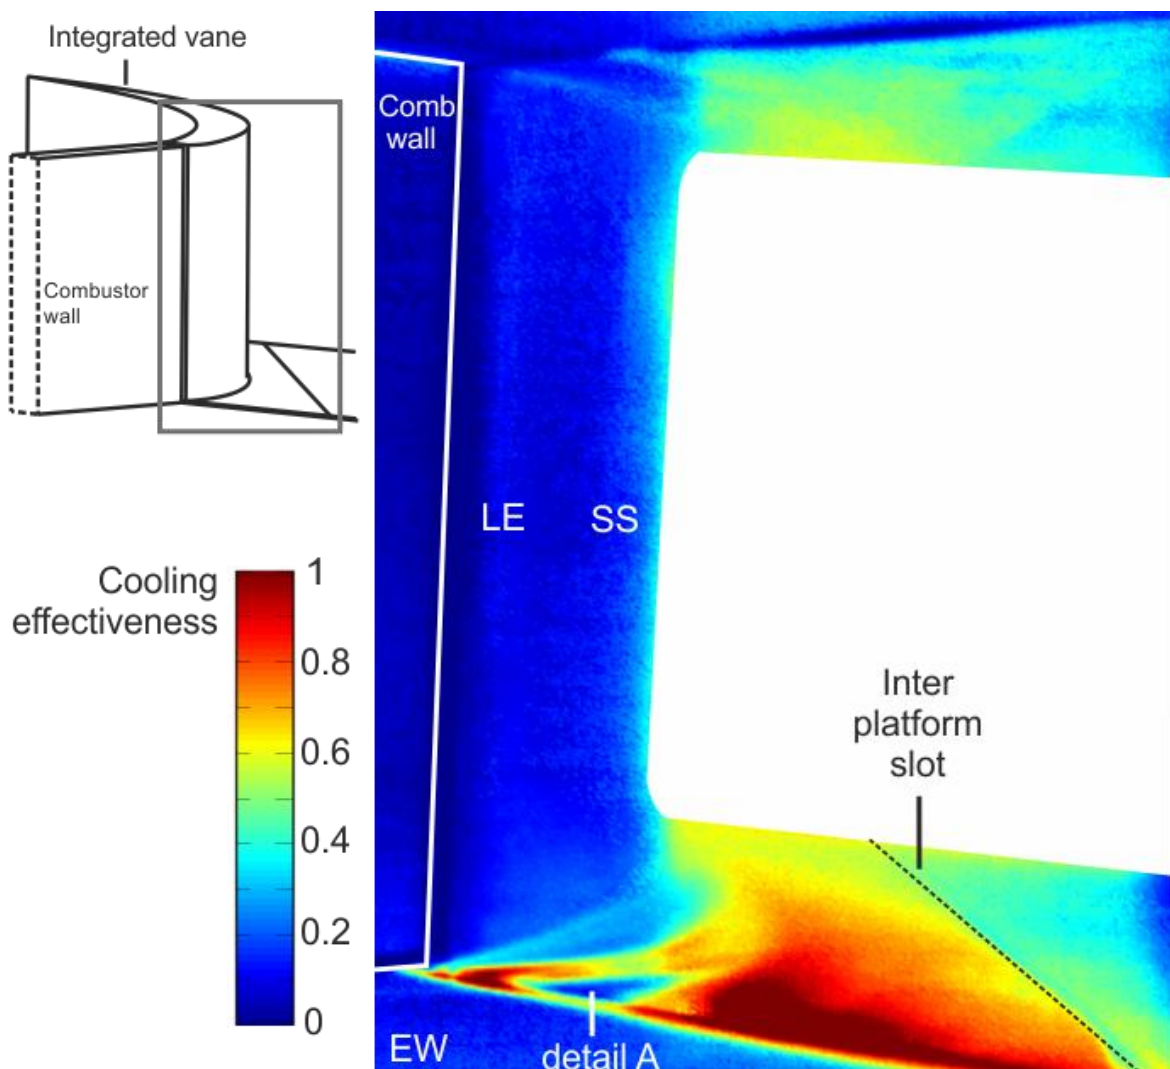 Integrated vane
Combustor
wall
Comb
wall
LE
SS
Cooling
effectiveness
1
0.8
0.6
0.4
0.2
0
Inter
platform
slot
EW
detail A